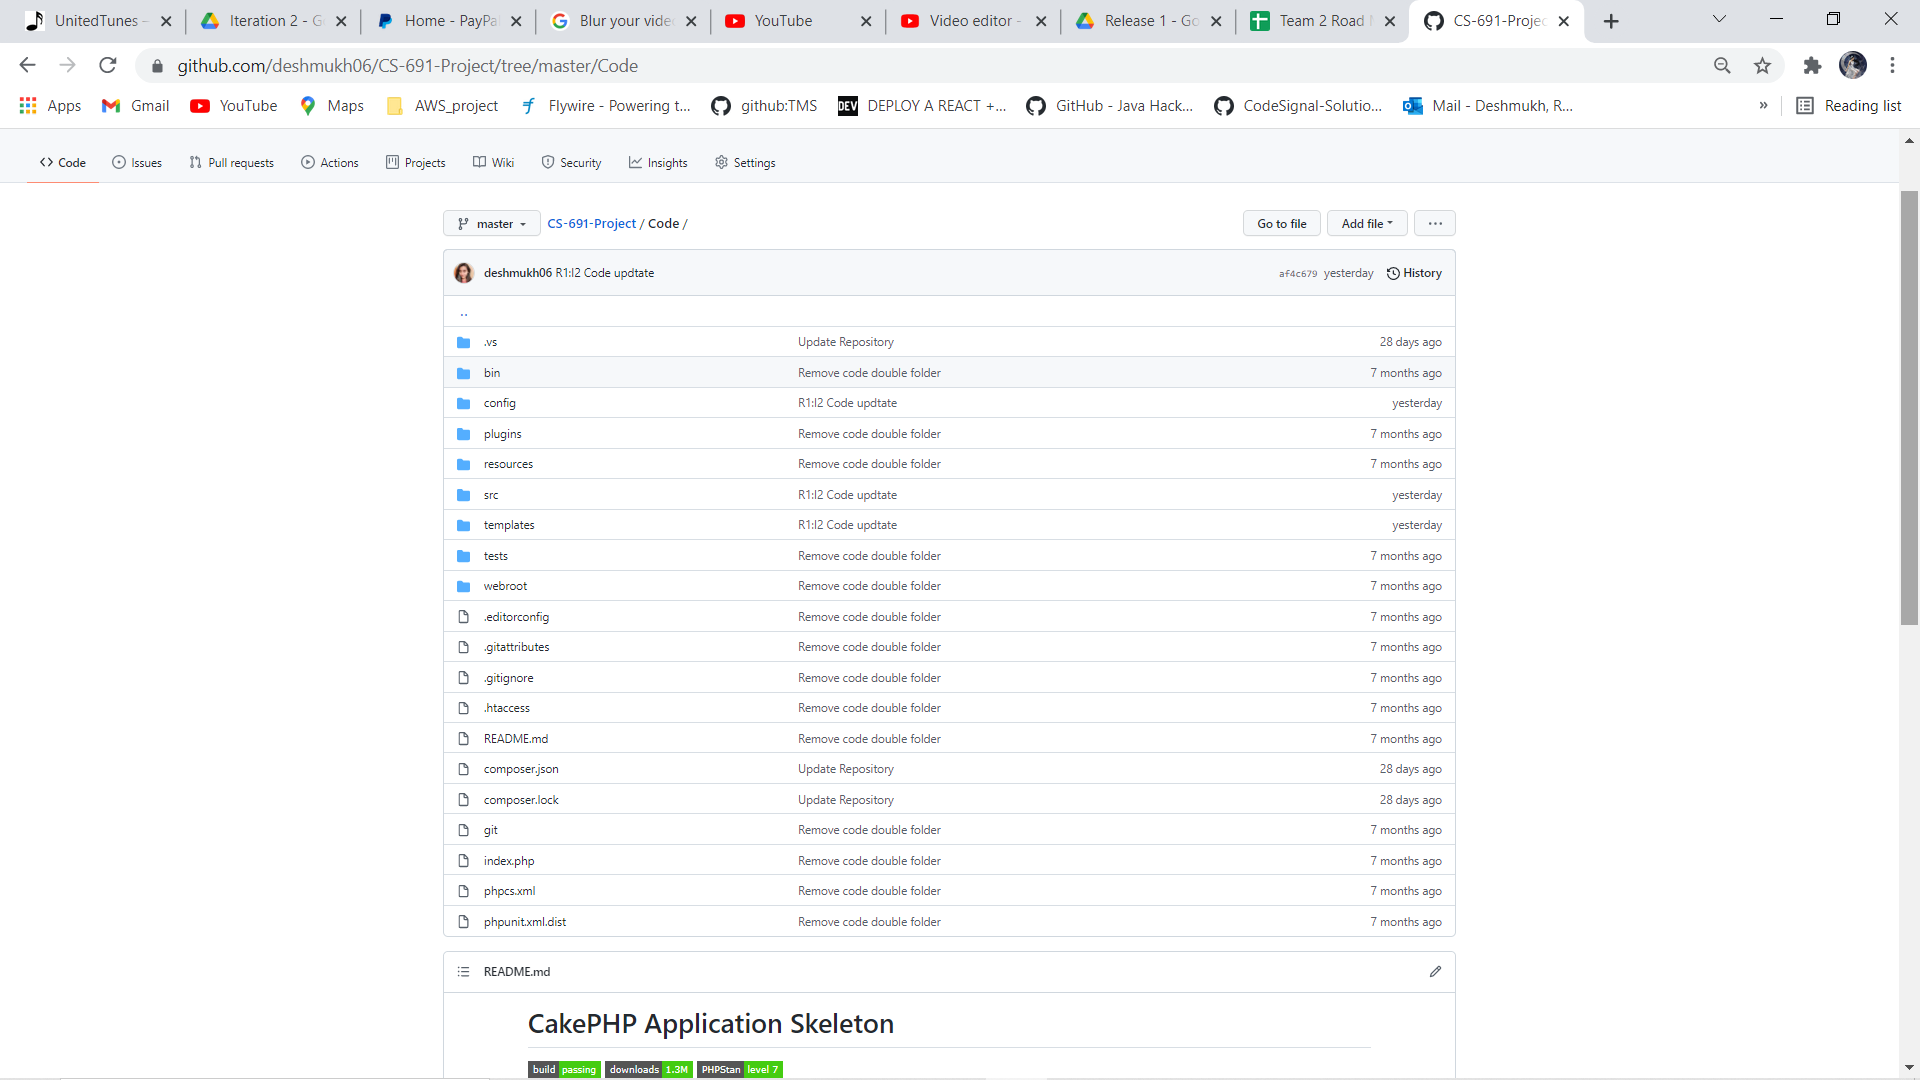 UnitedTunes –
Iteration 2 - G
Home - PayPa
Blur your vide
YouTube
Video editor -
Release 1 - Go
Team 2 Road
CS-691-Projec
github.com/deshmukh06/CS-691-Project/tree/master/Code
Apps
Gmail
YouTube
Maps
AWS_project
Flywire - Powering t...
github:TMS
DEV
DEPLOY A REACT +...
GitHub - Java Hack...
CodeSignal-Solutio...
Mail - Deshmukh, R...
»
Reading list
<> Code
Issues
Pull requests
Actions
Projects
Wiki
Security
Insights
Settings
master
CS-691-Project / Code /
Go to file
Add file
...
deshmukh06 R1:I2 Code updtate
af4c679 yesterday
History
..
.vs Update Repository 28 days ago
bin Remove code double folder 7 months ago
config R1:I2 Code updtate yesterday
plugins Remove code double folder 7 months ago
resources Remove code double folder 7 months ago
src R1:I2 Code updtate yesterday
templates R1:I2 Code updtate yesterday
tests Remove code double folder 7 months ago
webroot Remove code double folder 7 months ago
.editorconfig Remove code double folder 7 months ago
.gitattributes Remove code double folder 7 months ago
.gitignore Remove code double folder 7 months ago
.htaccess Remove code double folder 7 months ago
README.md Remove code double folder 7 months ago
composer.json Update Repository 28 days ago
composer.lock Update Repository 28 days ago
git Remove code double folder 7 months ago
index.php Remove code double folder 7 months ago
phpcs.xml Remove code double folder 7 months ago
phpunit.xml.dist Remove code double folder 7 months ago
README.md
CakePHP Application Skeleton
build passing downloads 1.3M PHPStan level 7